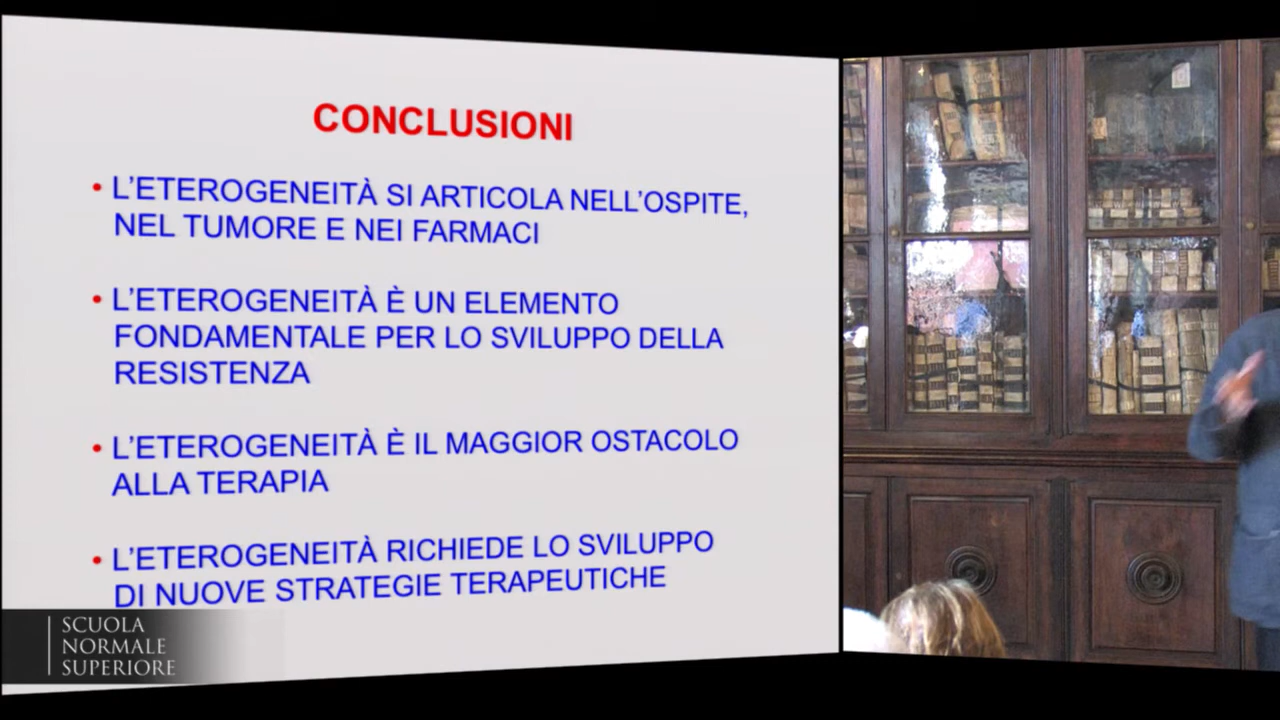 CONCLUSIONI
• L'ETEROGENEITÀ SI ARTICOLA NELL'OSPITE,
NEL TUMORE E NEI FARMACI
• L'ETEROGENEITÀ È UN ELEMENTO
FONDAMENTALE PER LO SVILUPPO DELLA
RESISTENZA
• L'ETEROGENEITÀ È IL MAGGIOR OSTACOLO
ALLA TERAPIA
• L'ETEROGENEITÀ RICHIEDE LO SVILUPPO
DI NUOVE STRATEGIE TERAPEUTICHE
SCUOLA
NORMALE
SUPERIORE